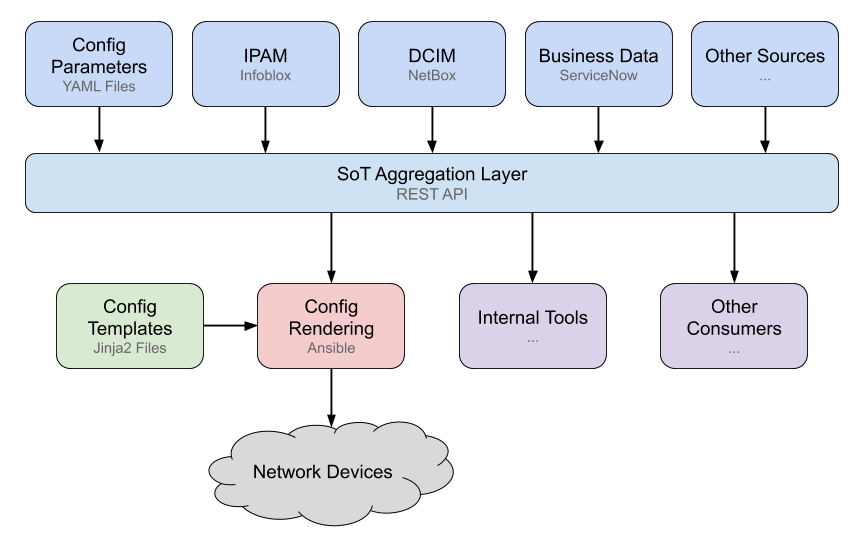 Config
Parameters
YAML Files
IPAM
Infoblox
DCIM
NetBox
Business Data
ServiceNow
Other Sources
...
SoT Aggregation Layer
REST API
Config
Templates
Jinja2 Files
Config
Rendering
Ansible
Internal Tools
...
Other
Consumers
...
Network Devices